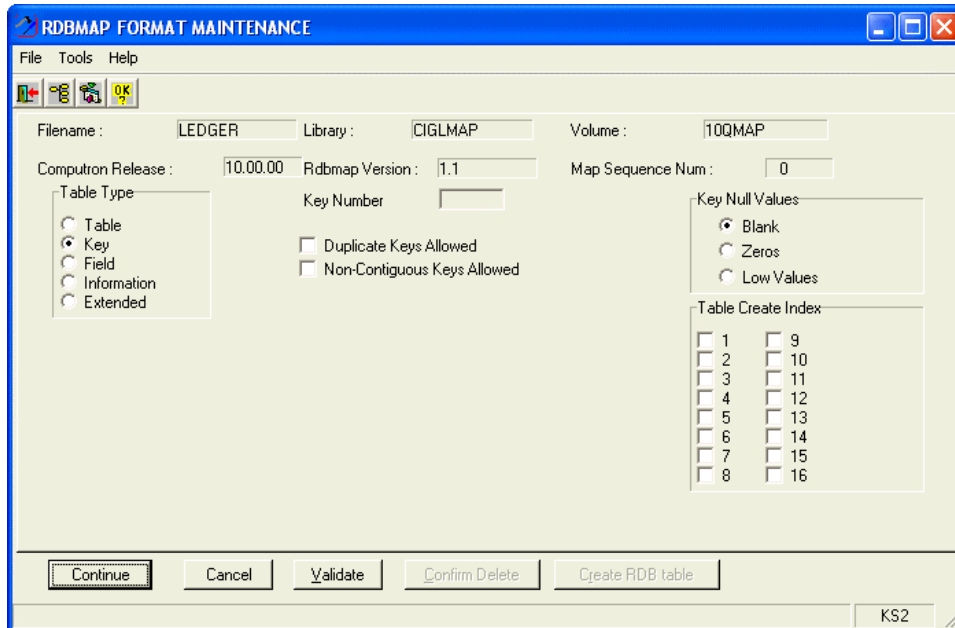 RDBMAP FORMAT MAINTENANCE
File Tools Help
OK ?
Filename : LEDGER Library : CIGLMAP Volume : 10QMAP
Computron Release : 10.00.00 Rdbmap Version : 1.1 Map Sequence Num : 0
Table Type
Table
Key
Field
Information
Extended
Key Number
Duplicate Keys Allowed
Non-Contiguous Keys Allowed
Key Null Values
Blank
Zeros
Low Values
Table Create Index
1 9
2 10
3 11
4 12
5 13
6 14
7 15
8 16
Continue Cancel Validate Confirm Delete Create RDB table
KS2